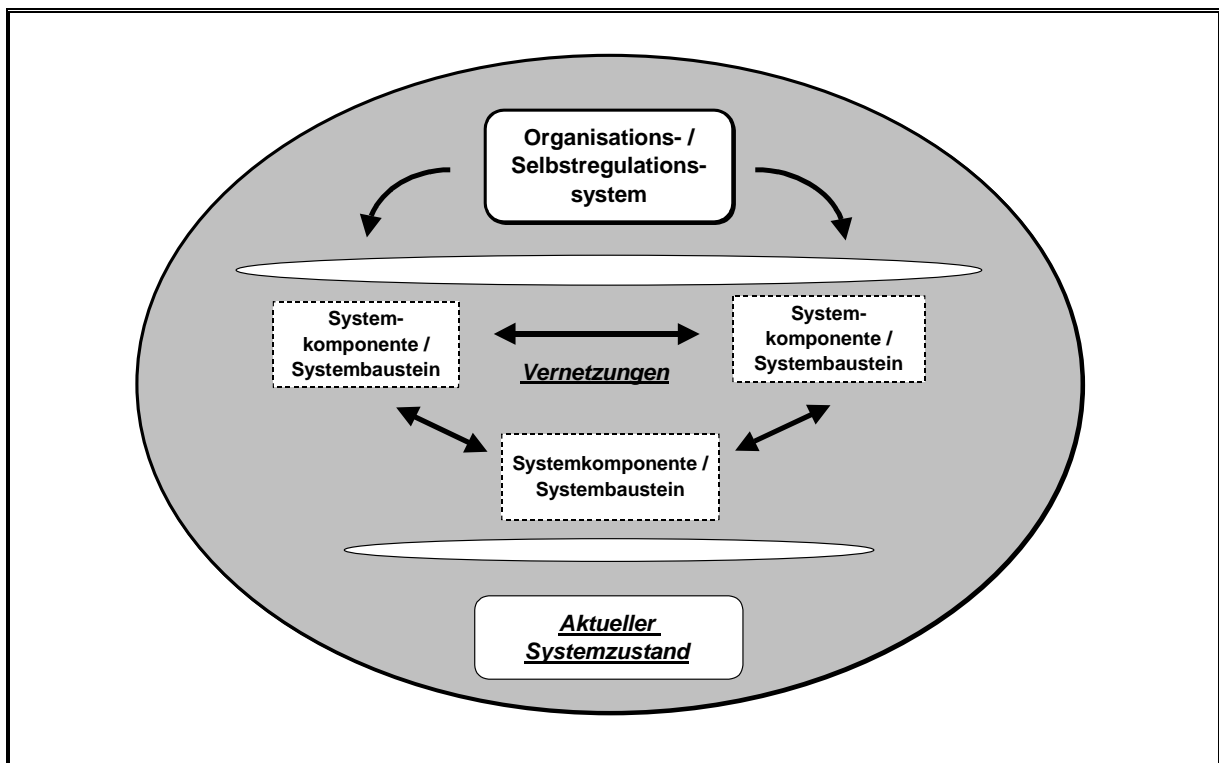 Organisations- /
Selbstregulations-
system
System-
komponente /
Systembaustein
System-
komponente /
Systembaustein
Vernetzungen
Systemkomponente /
Systembaustein
Aktueller
Systemzustand